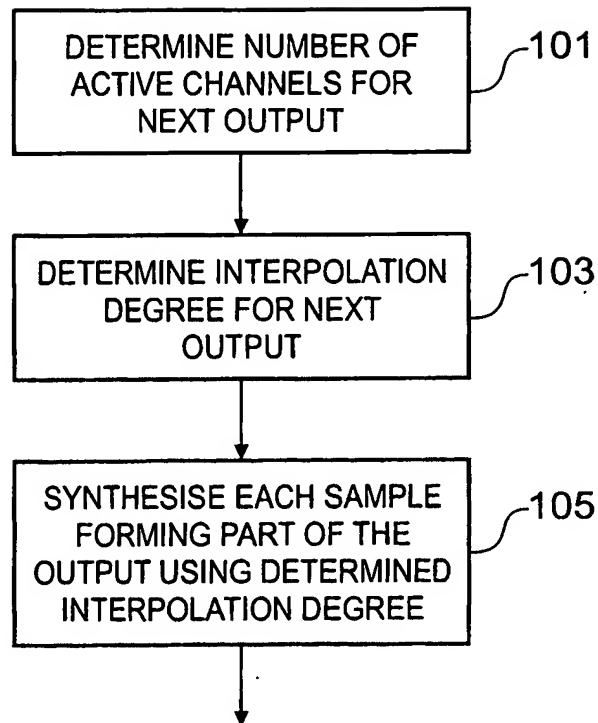 DETERMINE NUMBER OF
ACTIVE CHANNELS FOR
NEXT OUTPUT
101
DETERMINE INTERPOLATION
DEGREE FOR NEXT
OUTPUT
103
SYNTHESISE EACH SAMPLE
FORMING PART OF THE
OUTPUT USING DETERMINED
INTERPOLATION DEGREE
105